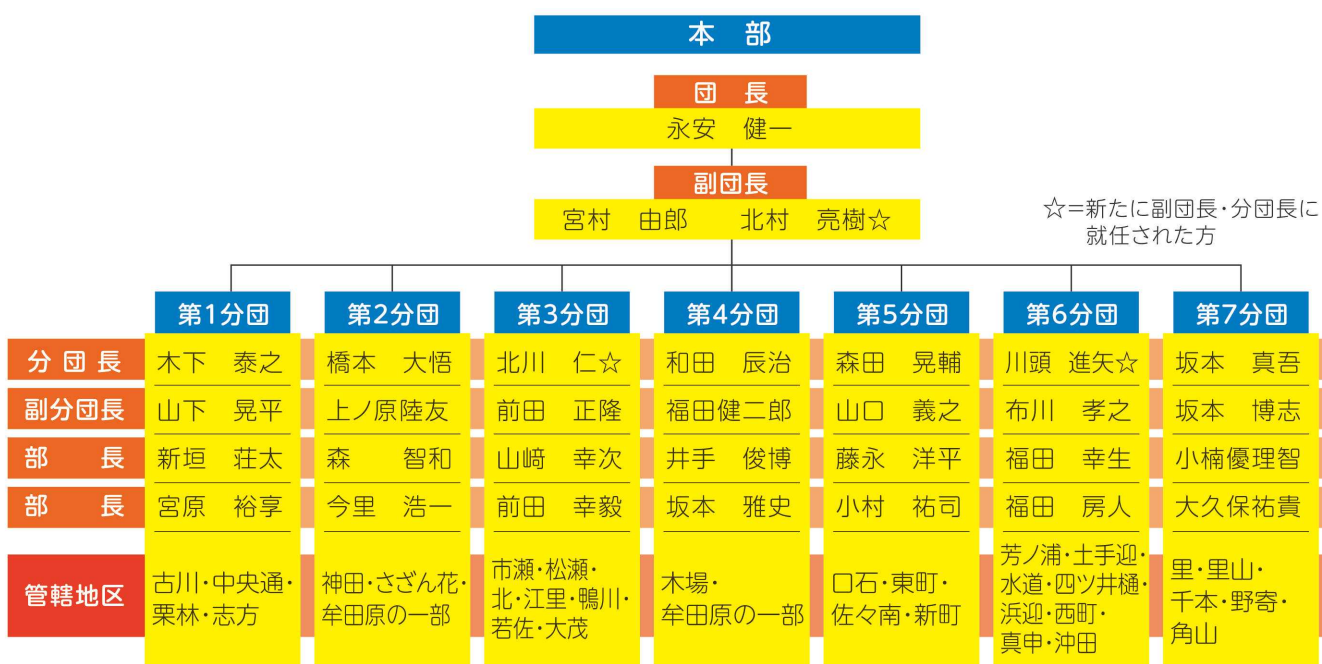 本 部
団 長
永安 健一
副団長
宮村 由郎 北村 亮樹☆
☆=新たに副団長・分団長に
就任された方
第1分団 第2分団 第3分団 第4分団 第5分団 第6分団 第7分団
分団長 木下 泰之 橋本 大悟 北川 仁☆ 和田 辰治 森田 晃輔 川頭 進矢☆ 坂本 真吾
副分団長 山下 晃平 上ノ原陸友 前田 正隆 福田健二郎 山口 義之 布川 孝之 坂本 博志
部 長 新垣 荘太 森 智和 山﨑 幸次 井手 俊博 藤永 洋平 福田 幸生 小楠優理智
部 長 宮原 裕享 今里 浩一 前田 幸毅 坂本 雅史 小村 祐司 福田 房人 大久保祐貴
管轄地区
古川・中央通・
栗林・志方
神田・さざん花・
牟田原の一部
市瀬・松瀬・
北・江里・鴨川・
若佐・大茂
木場・
牟田原の一部
口石・東町・
佐々南・新町
芳ノ浦・土手迎・
水道・四ツ井樋・
浜迎・西町・
真申・沖田
里・里山・
千本・野寄・
角山